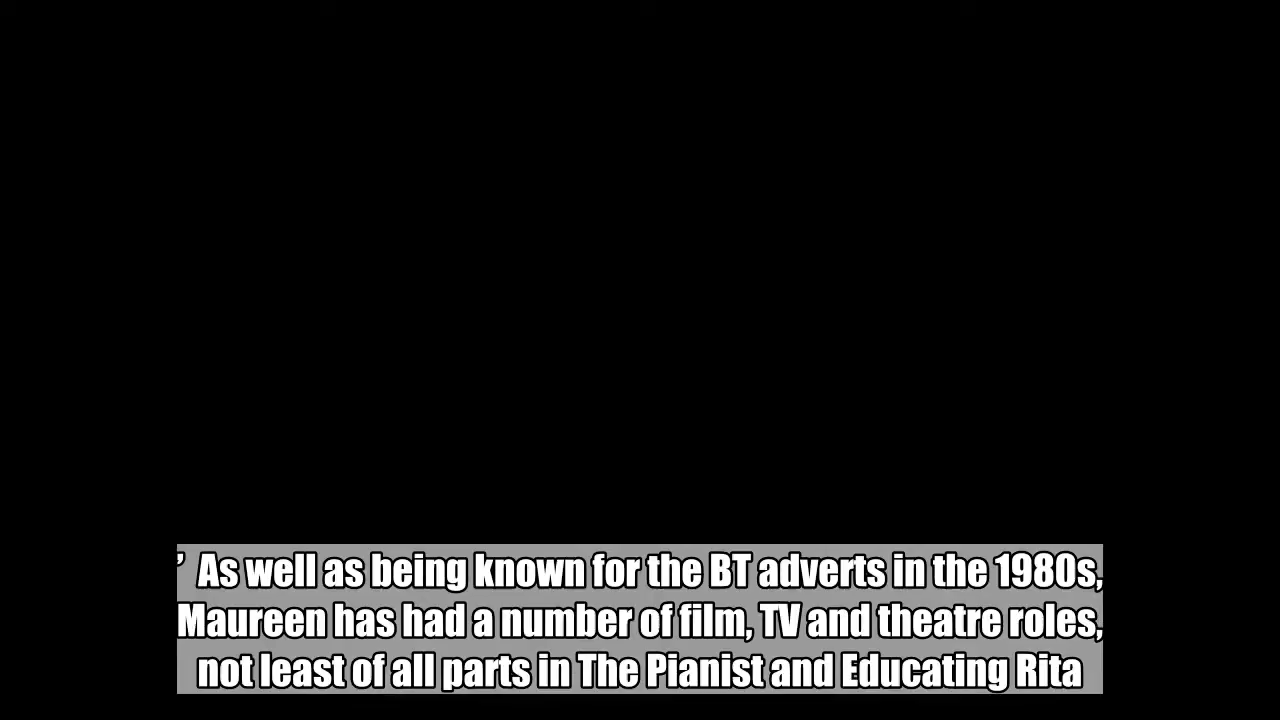 ’ As well as being known for the BT adverts in the 1980s,
Maureen has had a number of film, TV and theatre roles,
not least of all parts in The Pianist and Educating Rita